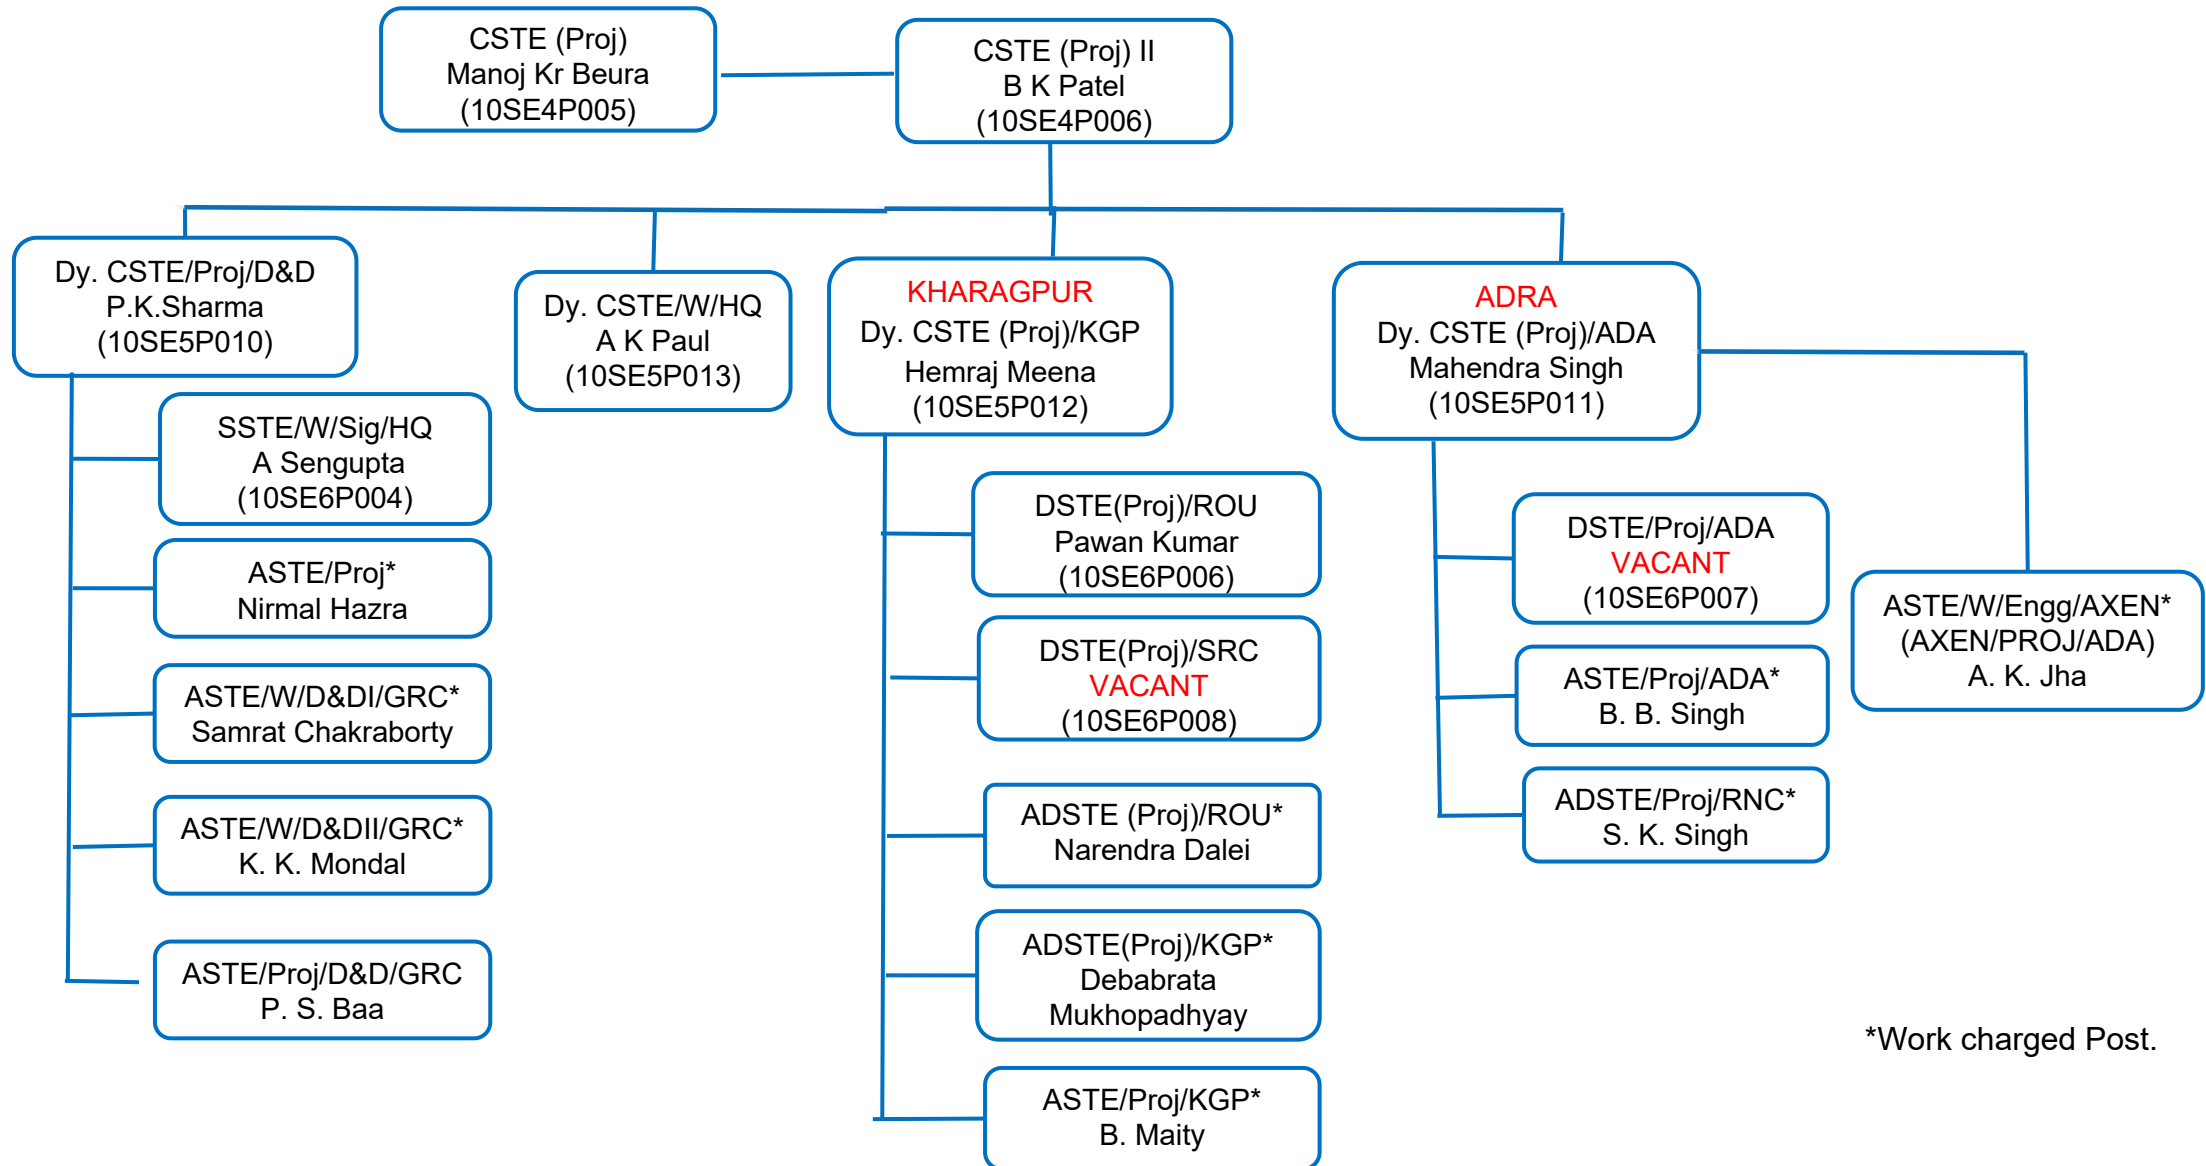 CSTE (Proj)
Manoj Kr Beura
(10SE4P005)
CSTE (Proj) II
B K Patel
(10SE4P006)
Dy. CSTE/Proj/D&D
P.K.Sharma
(10SE5P010)
Dy. CSTE/W/HQ
A K Paul
(10SE5P013)
KHARAGPUR
Dy. CSTE (Proj)/KGP
Hemraj Meena
(10SE5P012)
ADRA
Dy. CSTE (Proj)/ADA
Mahendra Singh
(10SE5P011)
SSTE/W/Sig/HQ
A Sengupta
(10SE6P004)
ASTE/Proj*
Nirmal Hazra
ASTE/W/D&DI/GRC*
Samrat Chakraborty
ASTE/W/D&DII/GRC*
K. K. Mondal
ASTE/Proj/D&D/GRC
P. S. Baa
DSTE(Proj)/ROU
Pawan Kumar
(10SE6P006)
DSTE(Proj)/SRC
VACANT
(10SE6P008)
ADSTE (Proj)/ROU*
Narendra Dalei
ADSTE(Proj)/KGP*
Debabrata
Mukhopadhyay
ASTE/Proj/KGP*
B. Maity
DSTE/Proj/ADA
VACANT
(10SE6P007)
ASTE/Proj/ADA*
B. B. Singh
ADSTE/Proj/RNC*
S. K. Singh
ASTE/W/Engg/AXEN*
(AXEN/PROJ/ADA)
A. K. Jha
*Work charged Post.